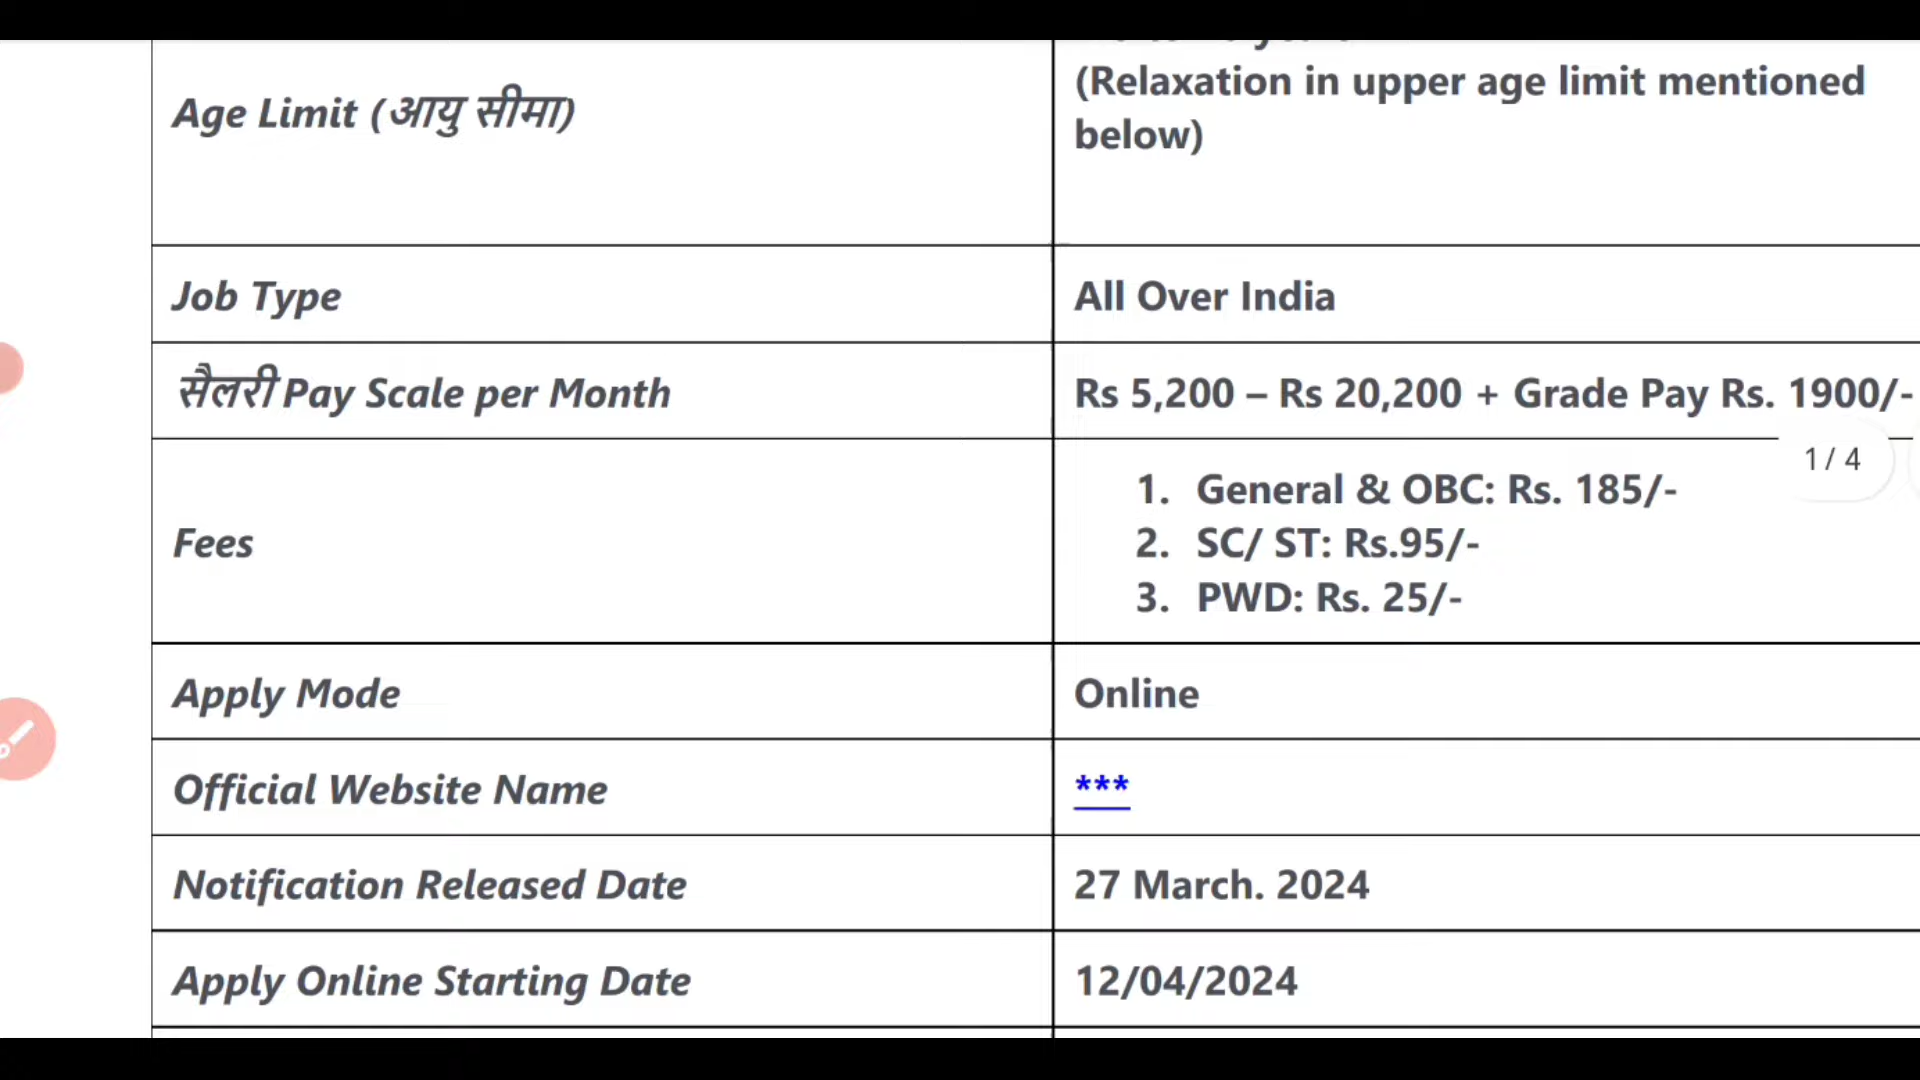 Age Limit (आयु सीमा)
(Relaxation in upper age limit mentioned
below)
Job Type
All Over India
सैलरी Pay Scale per Month
Rs 5,200 – Rs 20,200 + Grade Pay Rs. 1900/-
1 / 4
Fees
1. General & OBC: Rs. 185/-
2. SC/ ST: Rs.95/-
3. PWD: Rs. 25/-
Apply Mode
Online
Official Website Name
***
Notification Released Date
27 March. 2024
Apply Online Starting Date
12/04/2024